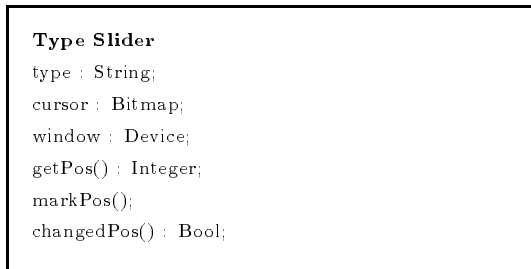 Type Slider
type : String;
cursor : Bitmap;
window : Device;
getPos() : Integer;
markPos();
changedPos() : Bool;